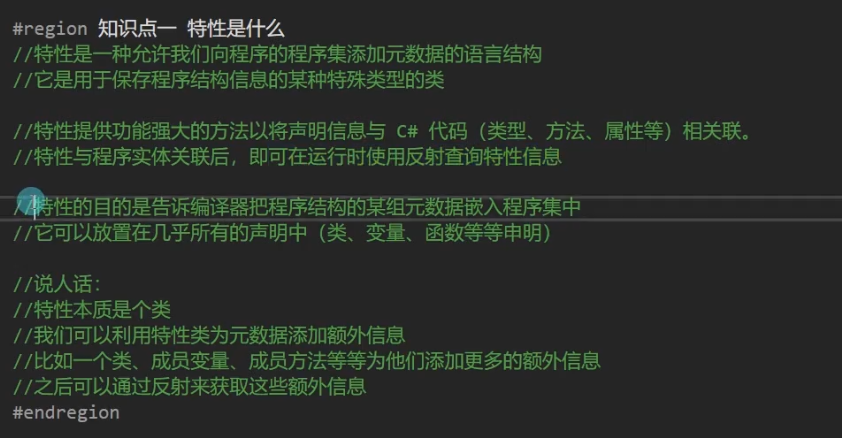 #region 知识点一 特性是什么
//特性是一种允许我们向程序的程序集添加元数据的语言结构
//它是用于保存程序结构信息的某种特殊类型的类
//特性提供功能强大的方法以将声明信息与 C# 代码（类型、方法、属性等）相关联。
//特性与程序实体关联后，即可在运行时使用反射查询特性信息
//特性的目的是告诉编译器把程序结构的某组元数据嵌入程序集中
//它可以放置在几乎所有的声明中（类、变量、函数等等申明）
//说人话：
//特性本质是个类
//我们可以利用特性类为元数据添加额外信息
//比如一个类、成员变量、成员方法等等为他们添加更多的额外信息
//之后可以通过反射来获取这些额外信息
#endregion